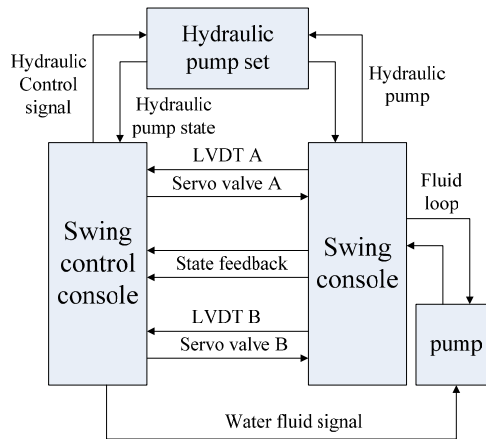 Hydraulic
pump set
Hydraulic
Control
signal
Hydraulic
pump state
Hydraulic
pump
LVDT A
Servo valve A
Fluid
loop
Swing
control
console
State feedback
Swing
console
LVDT B
Servo valve B
pump
Water fluid signal